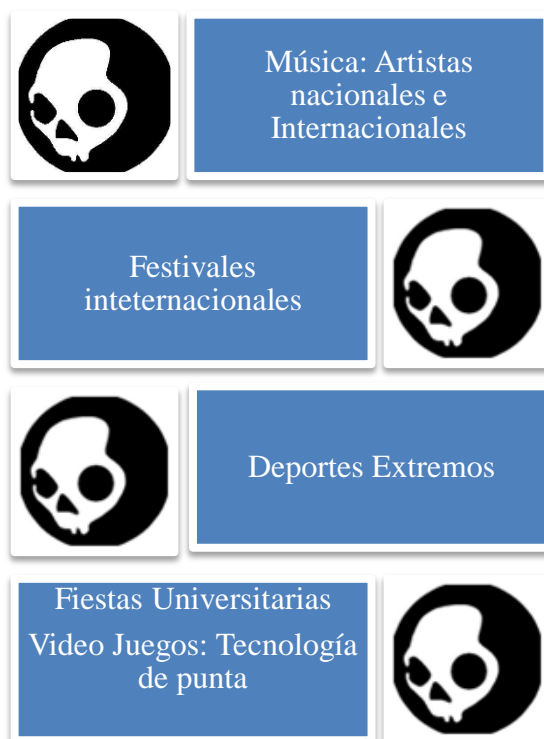 Música: Artistas
nacionales e
Internacionales
Festivales
inteternacionales
Deportes Extremos
Fiestas Universitarias
Video Juegos: Tecnología
de punta